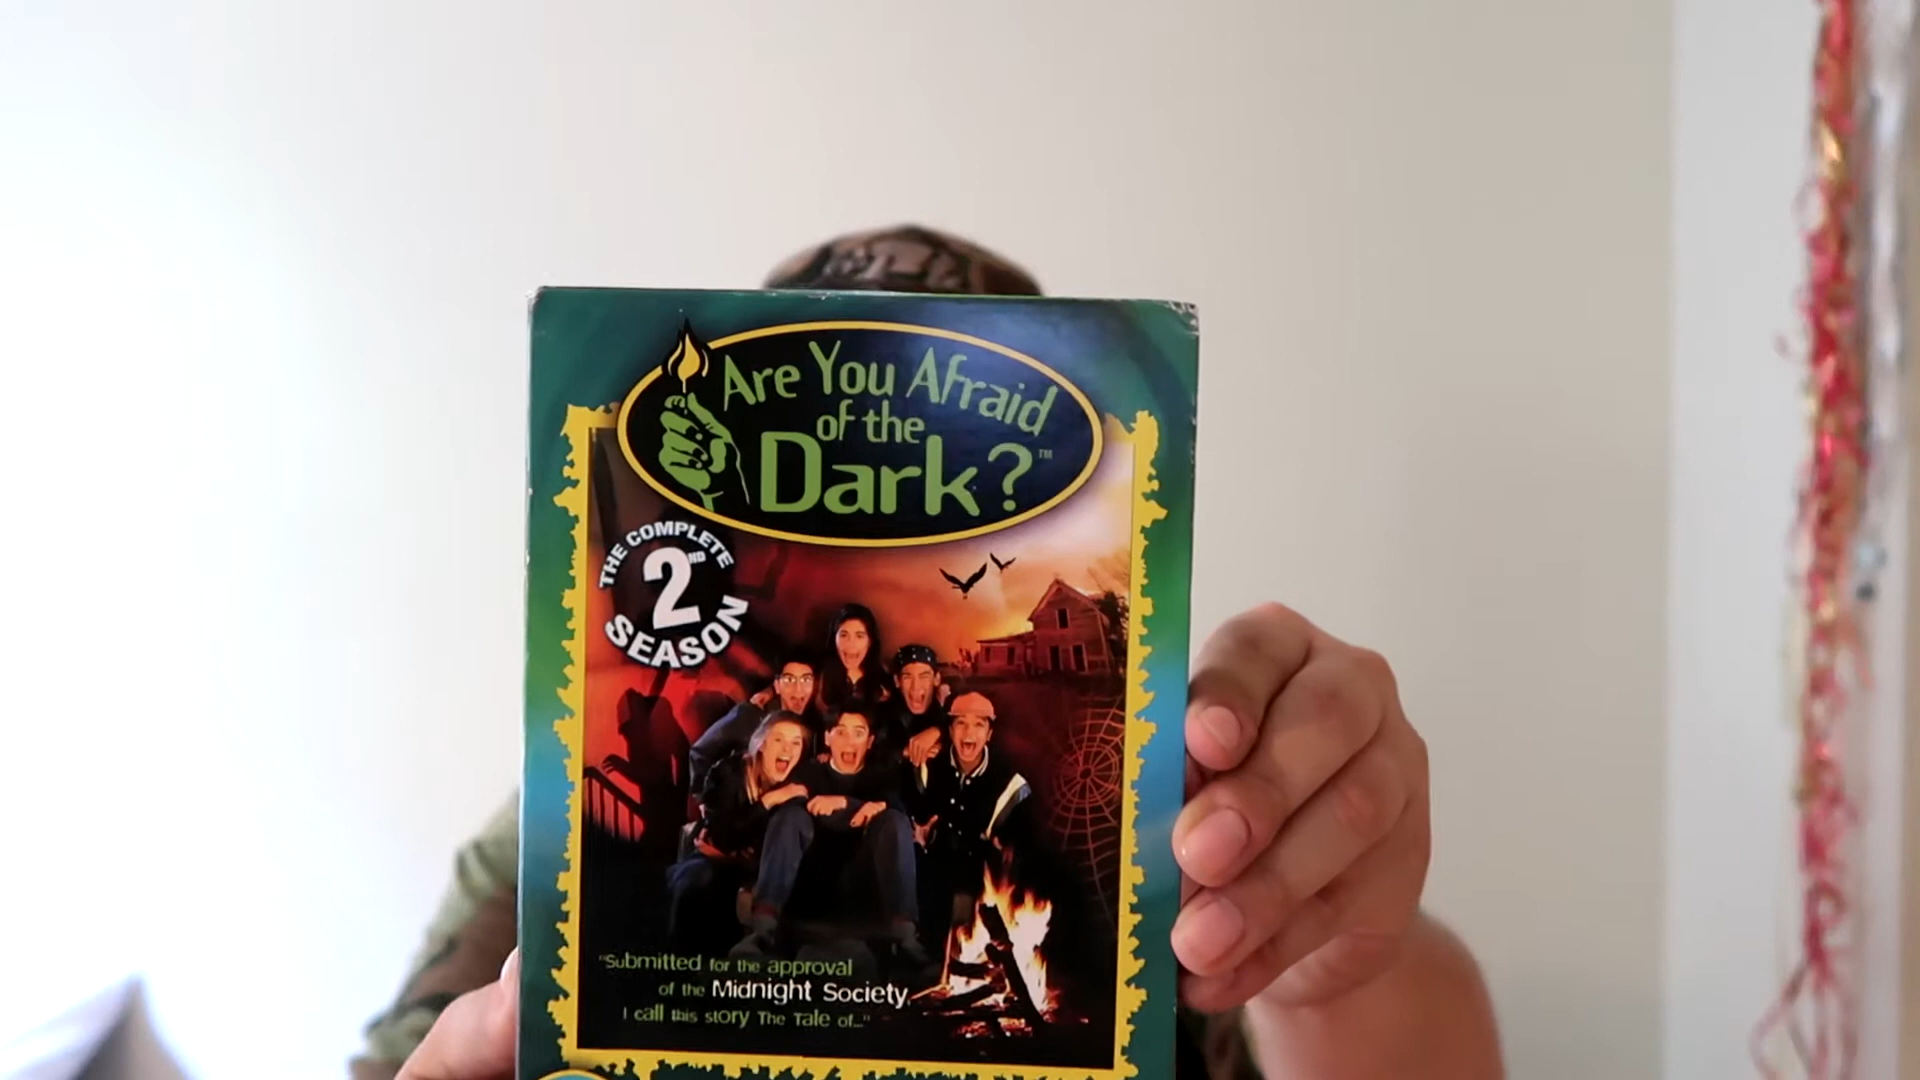 Are You Afraid
of the
Dark?™
THE COMPLETE
2ND
SEASON
"Submitted for the approval
of the Midnight Society,
I call this story The Tale of..."